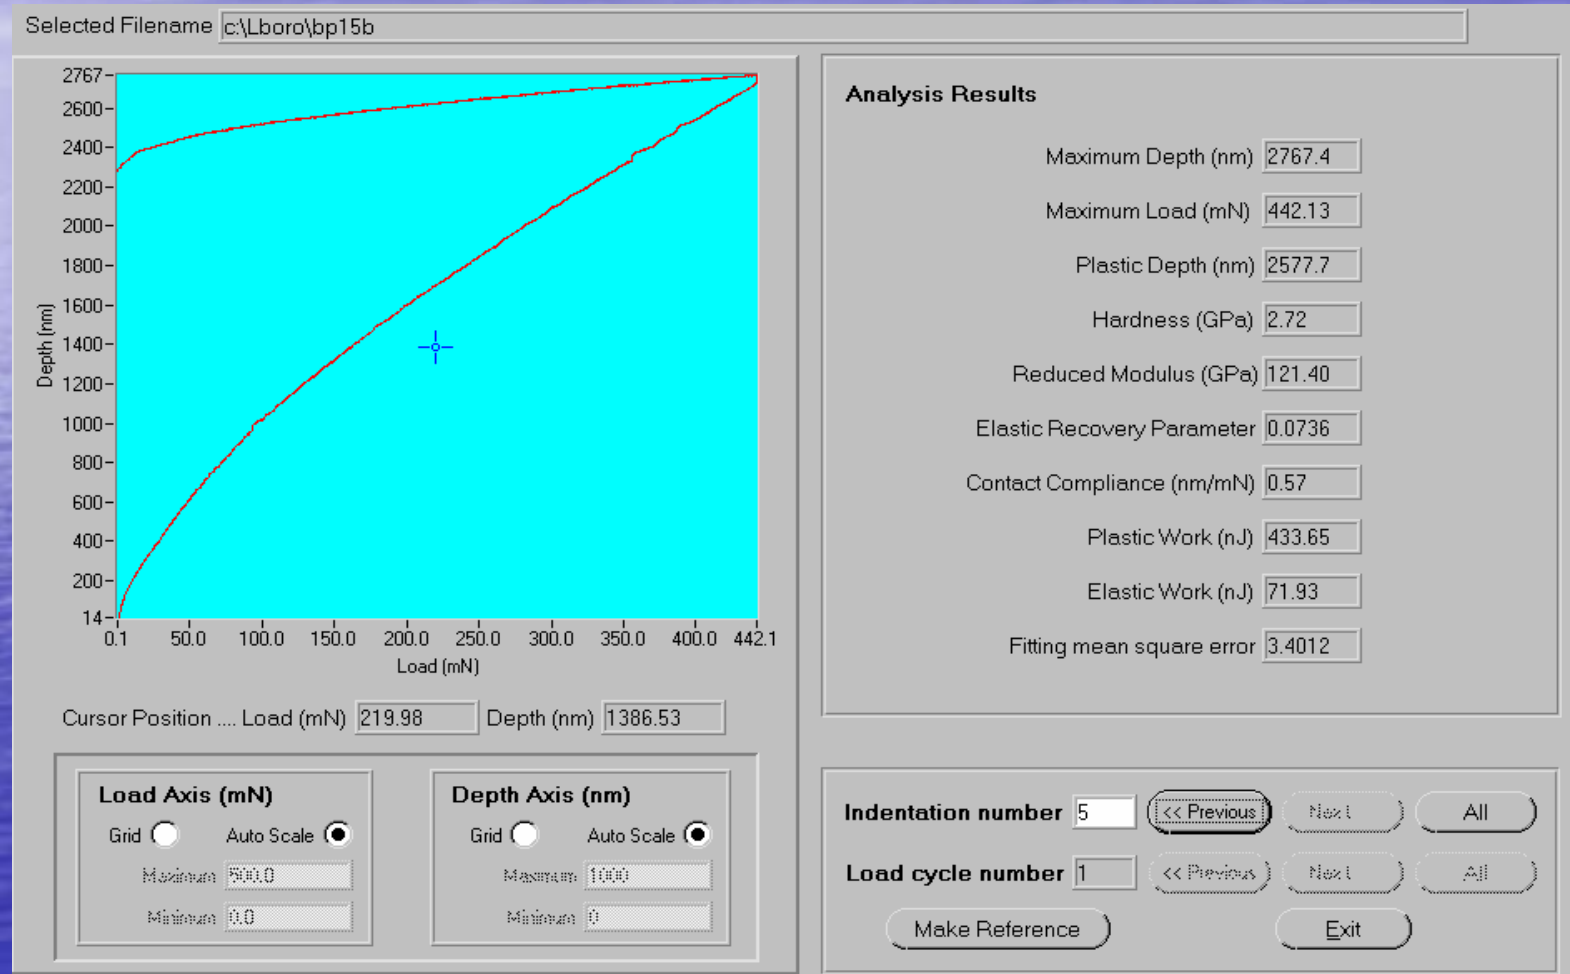 Selected Filename c:\Lboro\bp15b
2767
2600
2400
2200
2000
1800
1600
1400
1200
1000
800
600
400
200
14
Depth (nm)
0.1 50.0 100.0 150.0 200.0 250.0 300.0 350.0 400.0 442.1
Load (mN)
Cursor Position .... Load (mN) 219.98 Depth (nm) 1386.53
Load Axis (mN)
Grid Auto Scale
Maximum 500.0
Minimum 0.0
Depth Axis (nm)
Grid Auto Scale
Maximum 1000
Minimum 0
Analysis Results
Maximum Depth (nm) 2767.4
Maximum Load (mN) 442.13
Plastic Depth (nm) 2577.7
Hardness (GPa) 2.72
Reduced Modulus (GPa) 121.40
Elastic Recovery Parameter 0.0736
Contact Compliance (nm/mN) 0.57
Plastic Work (nJ) 433.65
Elastic Work (nJ) 71.93
Fitting mean square error 3.4012
Indentation number 5 << Previous Next All
Load cycle number 1 << Previous Next All
Make Reference Exit